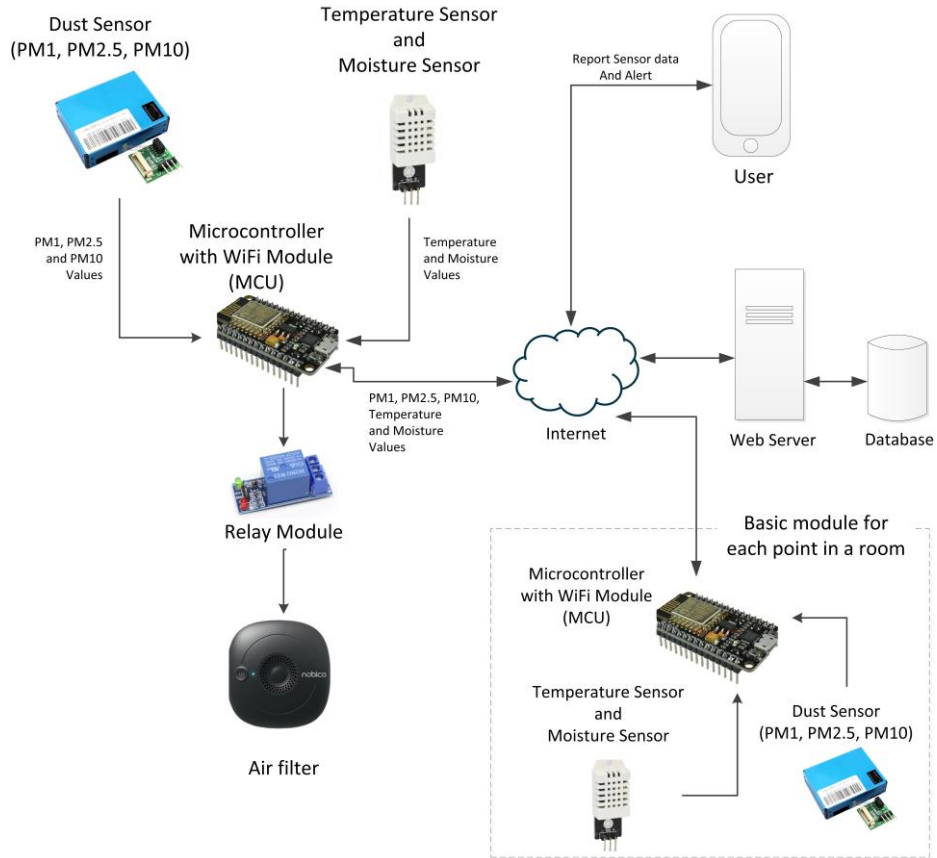 Dust Sensor
(PM1, PM2.5, PM10)
Temperature Sensor
and
Moisture Sensor
Report Sensor data
And Alert
User
PM1, PM2.5
and PM10
Values
Microcontroller
with WiFi Module
(MCU)
Temperature
and Moisture
Values
PM1, PM2.5, PM10,
Temperature
and Moisture
Values
Internet
Web Server
Database
Relay Module
nobico
Air filter
Basic module for
each point in a room
Microcontroller
with WiFi Module
(MCU)
Temperature Sensor
and
Moisture Sensor
Dust Sensor
(PM1, PM2.5, PM10)